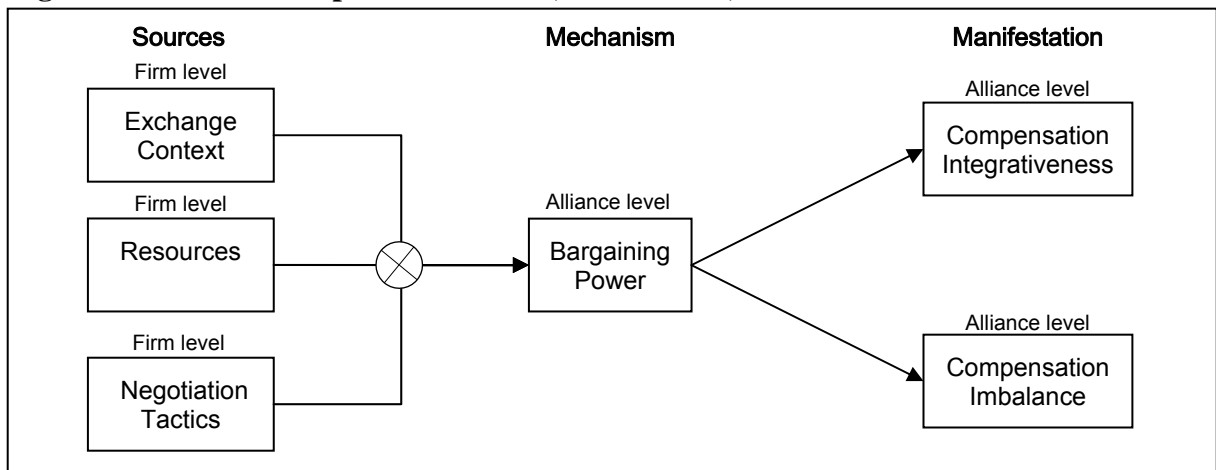 Sources
Mechanism
Manifestation
Firm level
Exchange
Context
Firm level
Resources
Firm level
Negotiation
Tactics
Alliance level
Bargaining
Power
Alliance level
Compensation
Integrativeness
Alliance level
Compensation
Imbalance